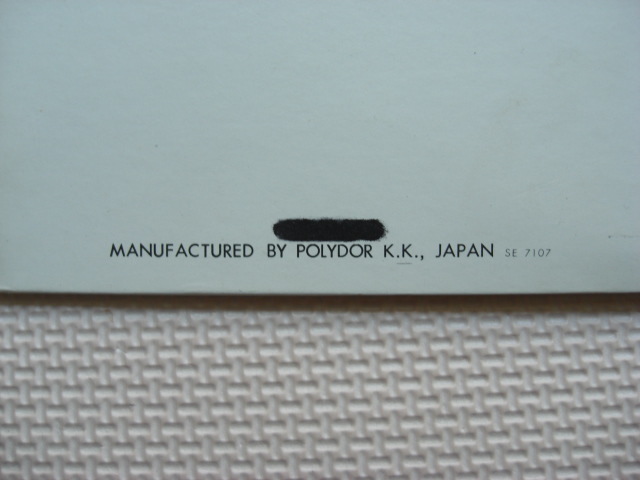 MANUFACTURED BY POLYDOR K.K., JAPAN SE 7107